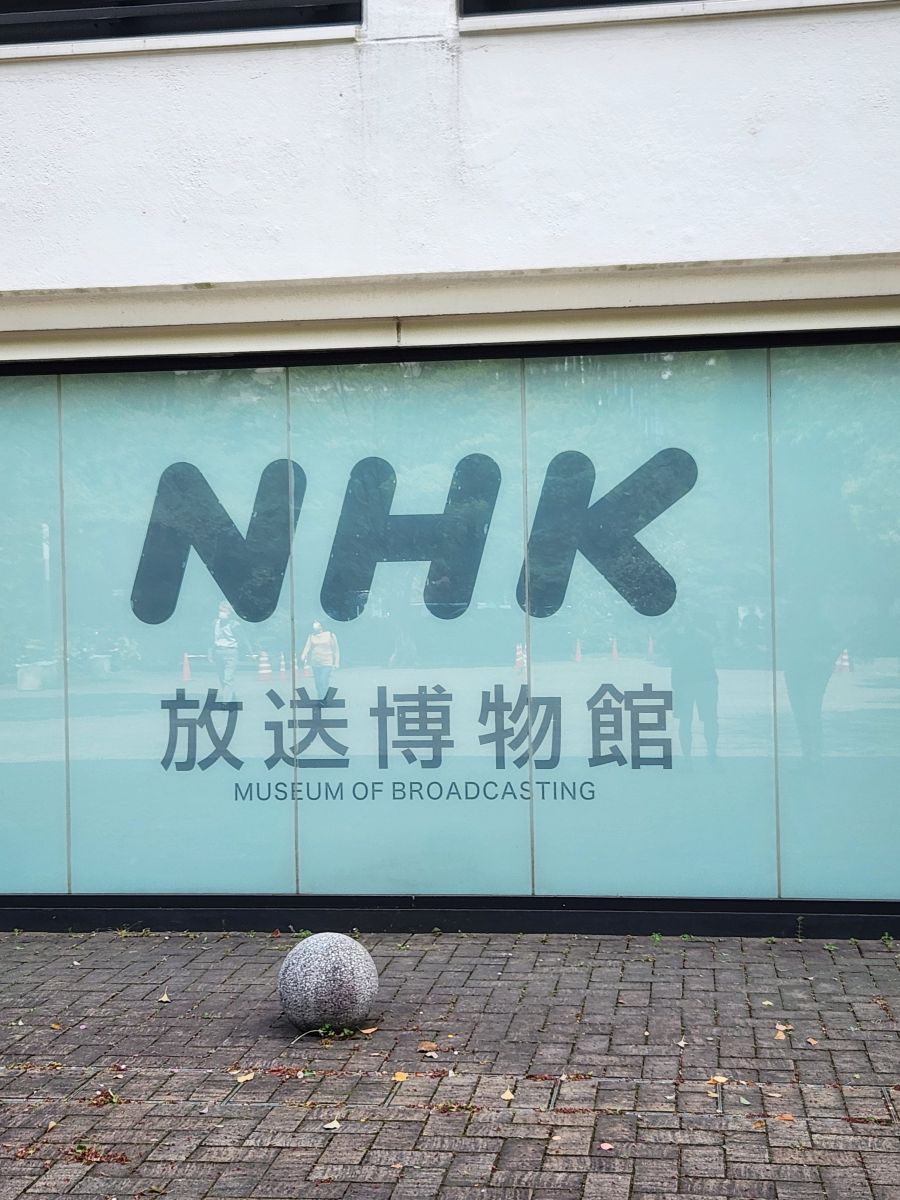 NHK
放送博物館
MUSEUM OF BROADCASTING